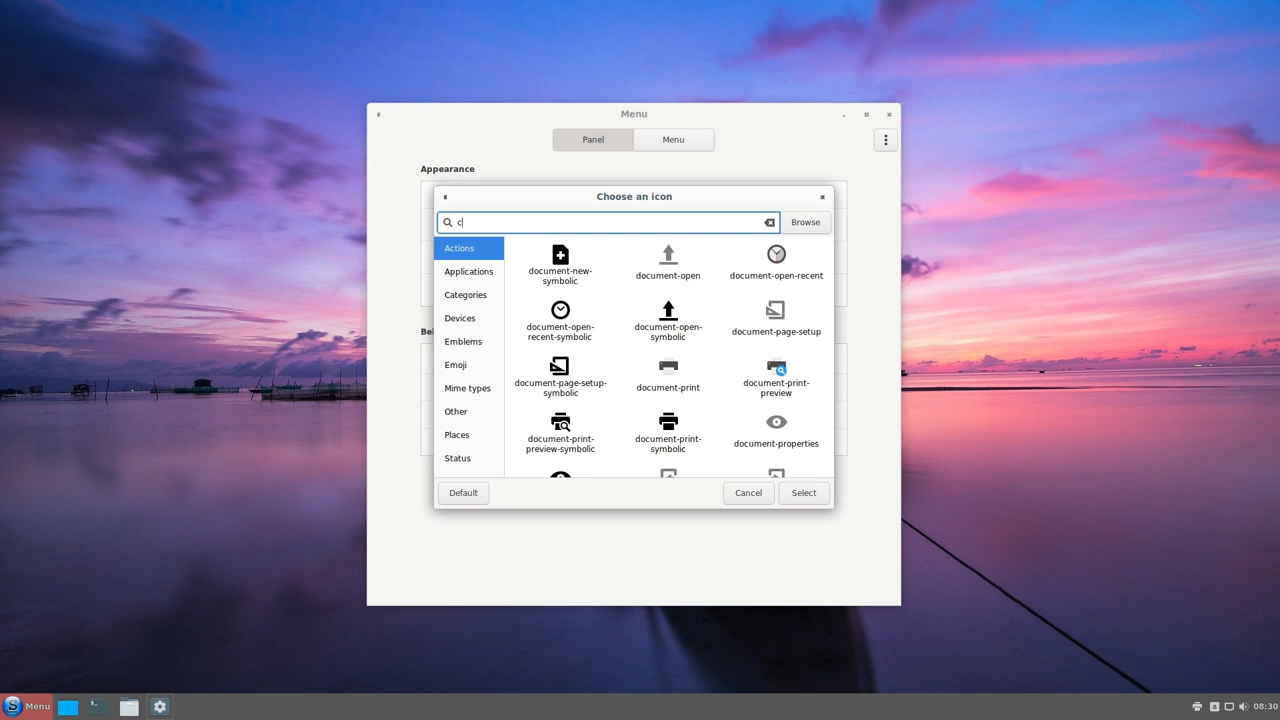 Menu
Panel
Menu
Appearance
Choose an icon
c
Browse
Actions
Applications
Categories
Devices
Emblems
Emoji
Mime types
Other
Places
Status
document-new-
symbolic
document-open
document-open-recent
document-open-
recent-symbolic
document-open-
symbolic
document-page-setup
document-page-setup-
symbolic
document-print
document-print-
preview
document-print-
preview-symbolic
document-print-
symbolic
document-properties
Default
Cancel
Select
Menu
08:30